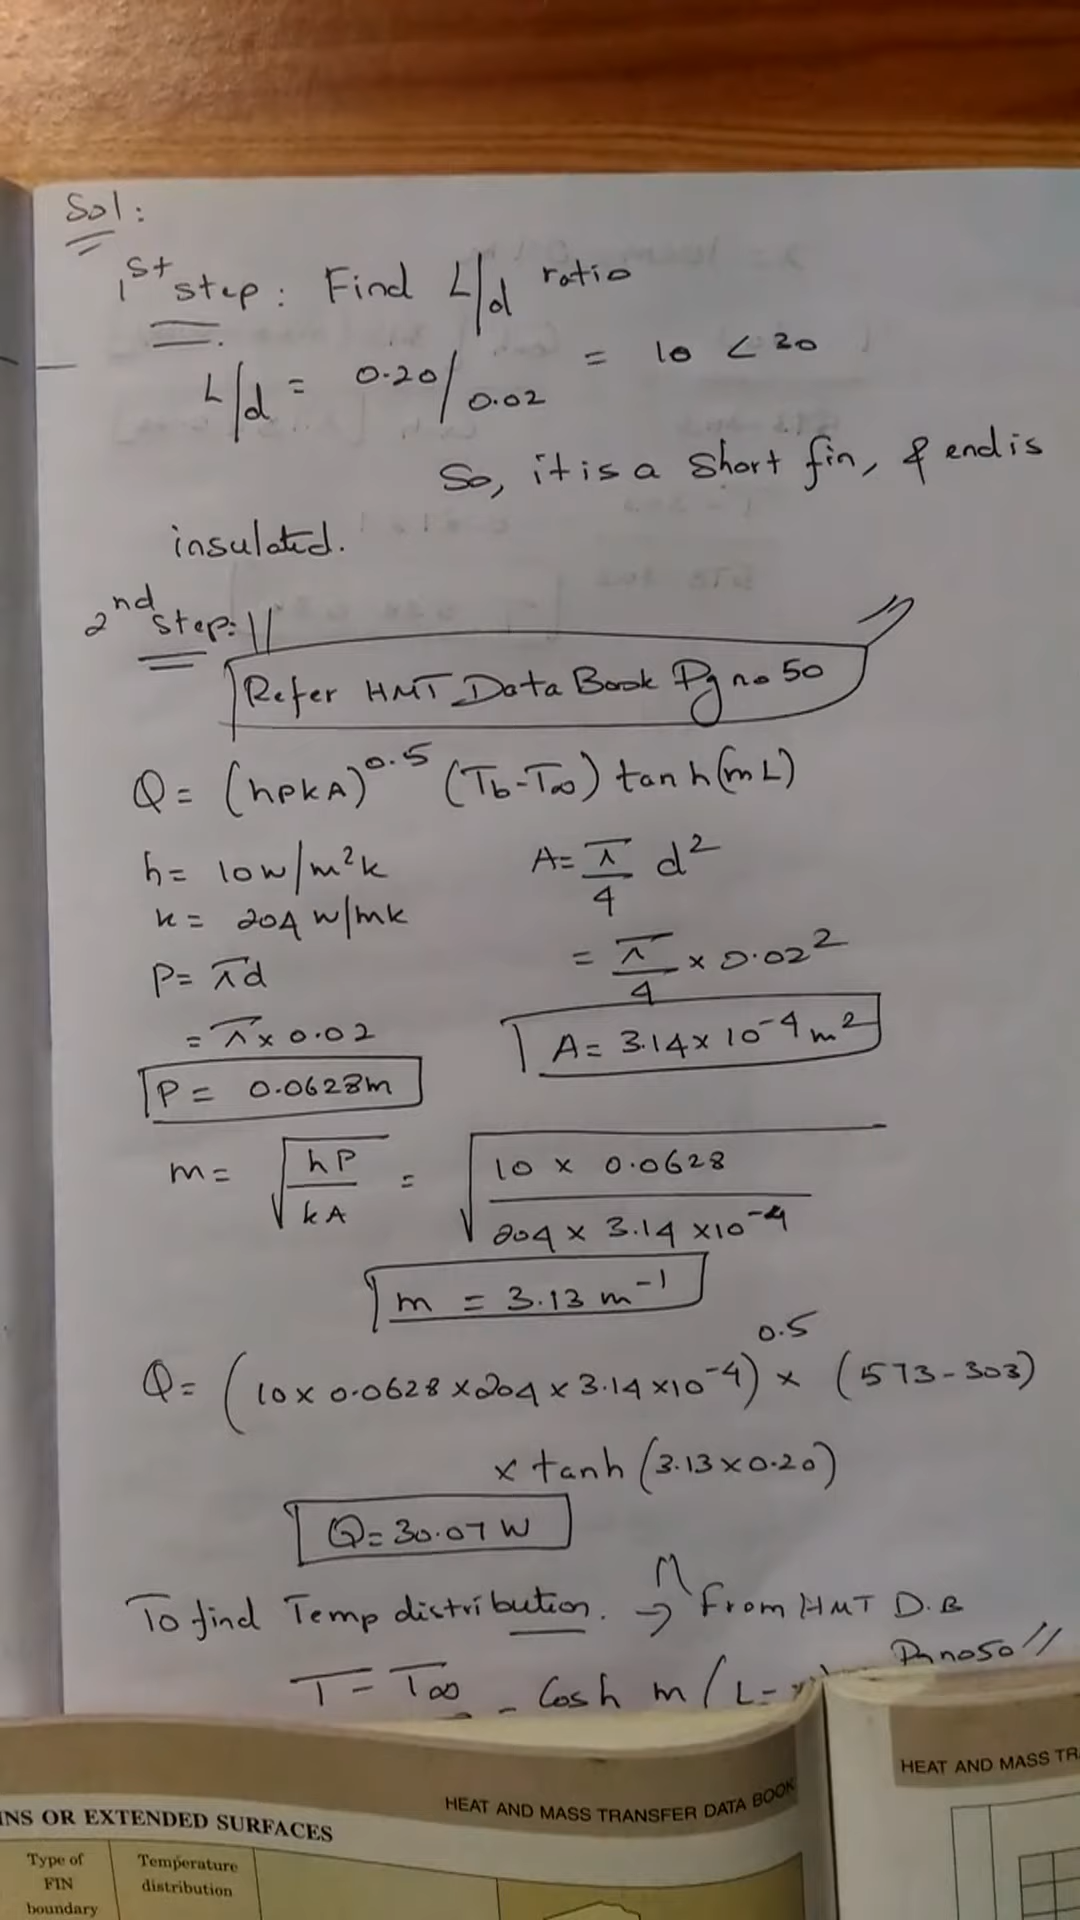 Sol:
1st step: Find L/d ratio
L/d = 0.20/0.02 = 10 < 30
So, it is a Short fin, & end is
insulated.
2nd step:
Refer HMT Data Book Pg no 50
Q = (hPkA)^0.5 (Tb-T∞) tanh(mL)
h = 10 W/m²k
k = 204 W/mk
P = πd
= π x 0.02
P = 0.0628m
A = π/4 d²
= π/4 x 0.02²
A = 3.14 x 10⁻⁴ m²
m = √(hP/kA) = √(10 x 0.0628 / 204 x 3.14 x 10⁻⁴)
m = 3.13 m⁻¹
Q = (10 x 0.0628 x 204 x 3.14 x 10⁻⁴)^0.5 x (573-303)
x tanh (3.13 x 0.20)
Q = 30.07 W
To find Temp distribution. → From HMT D.B
Pg no 50
T - T∞ = Cosh m (L-
HEAT AND MASS TRANSFER DATA BOOK
INS OR EXTENDED SURFACES
Type of
FIN
boundary
Temperature
distribution
HEAT AND MASS TR